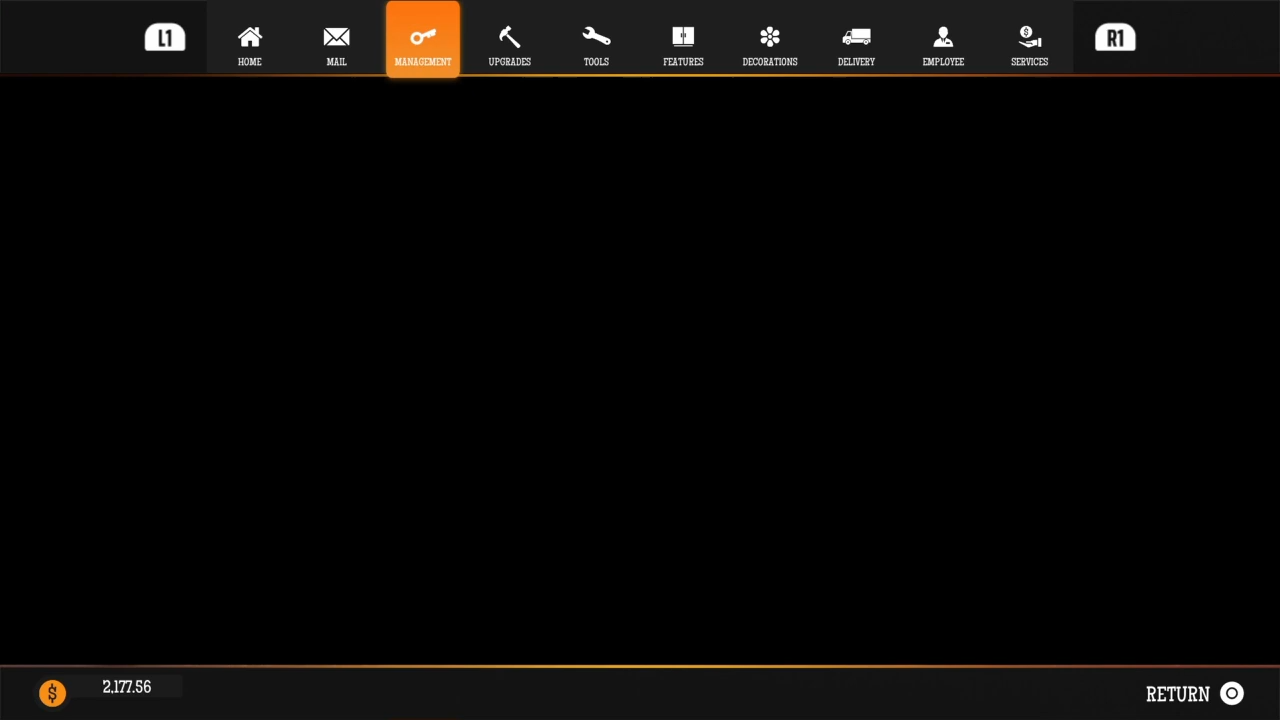 L1
HOME
MAIL
MANAGEMENT
UPGRADES
TOOLS
FEATURES
DECORATIONS
DELIVERY
EMPLOYEE
SERVICES
R1
$ 2,177.56
RETURN